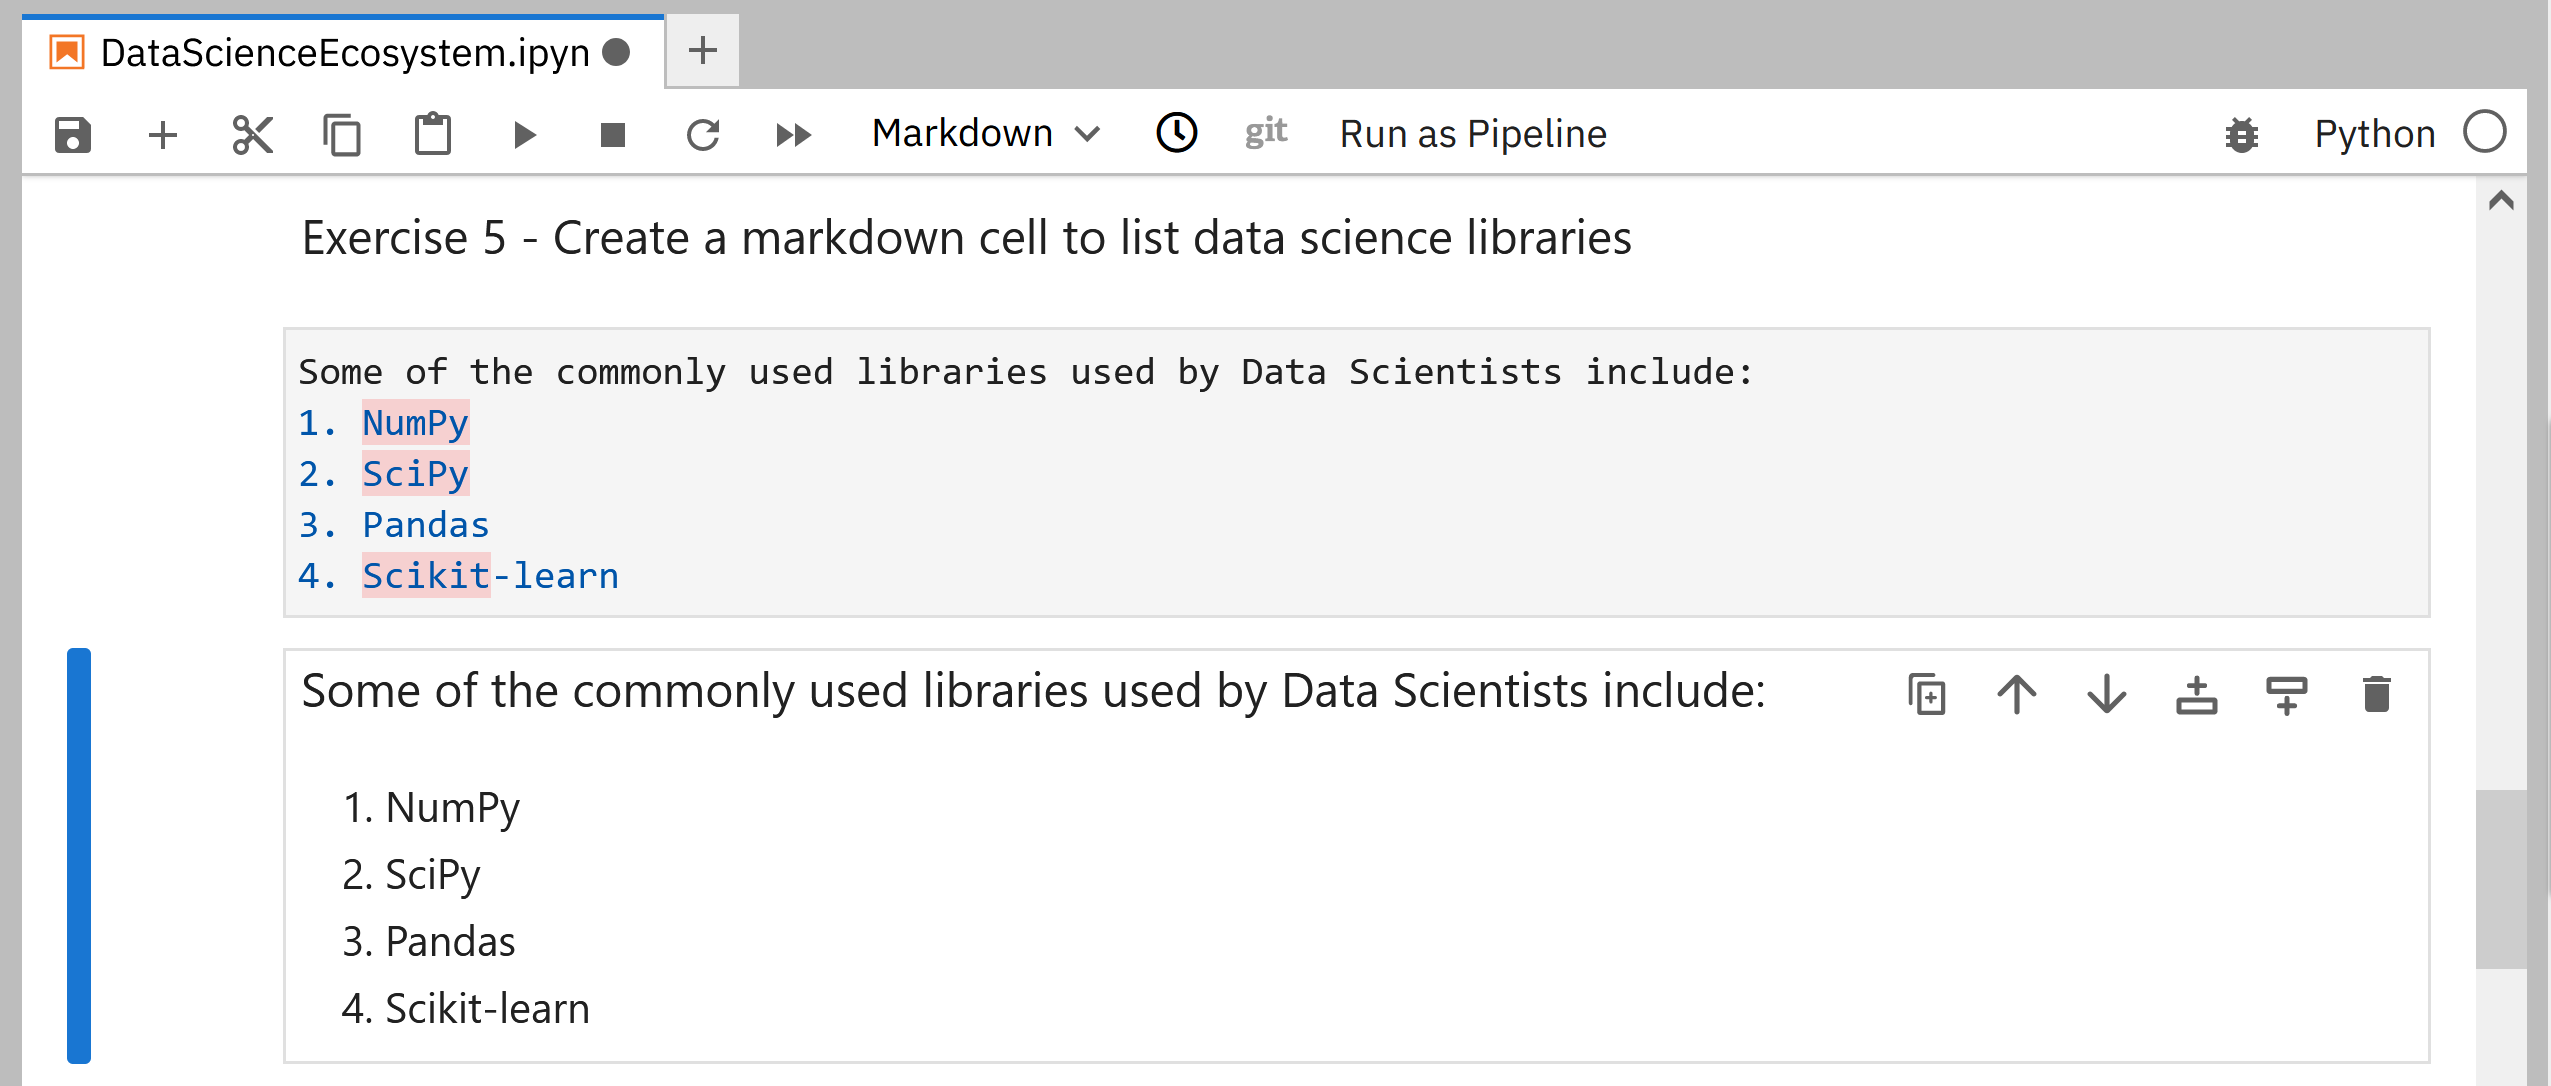 DataScienceEcosystem.ipyn
Markdown git Run as Pipeline Python
Exercise 5 - Create a markdown cell to list data science libraries
Some of the commonly used libraries used by Data Scientists include:
1. NumPy
2. SciPy
3. Pandas
4. Scikit-learn
Some of the commonly used libraries used by Data Scientists include:
1. NumPy
2. SciPy
3. Pandas
4. Scikit-learn